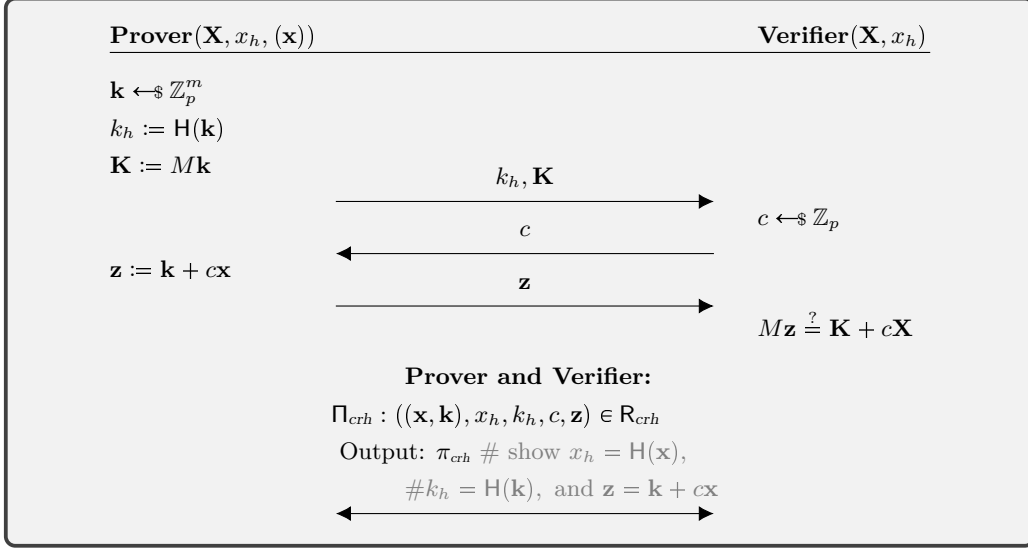 Prover(X, x_h, (x)) Verifier(X, x_h)
k ←$ ℤ_p^m
k_h := H(k)
K := Mk
k_h, K
c ←$ ℤ_p
c
z := k + cx
z
Mz ≟ K + cX
Prover and Verifier:
Π_crh : ((x, k), x_h, k_h, c, z) ∈ R_crh
Output: π_crh # show x_h = H(x),
#k_h = H(k), and z = k + cx